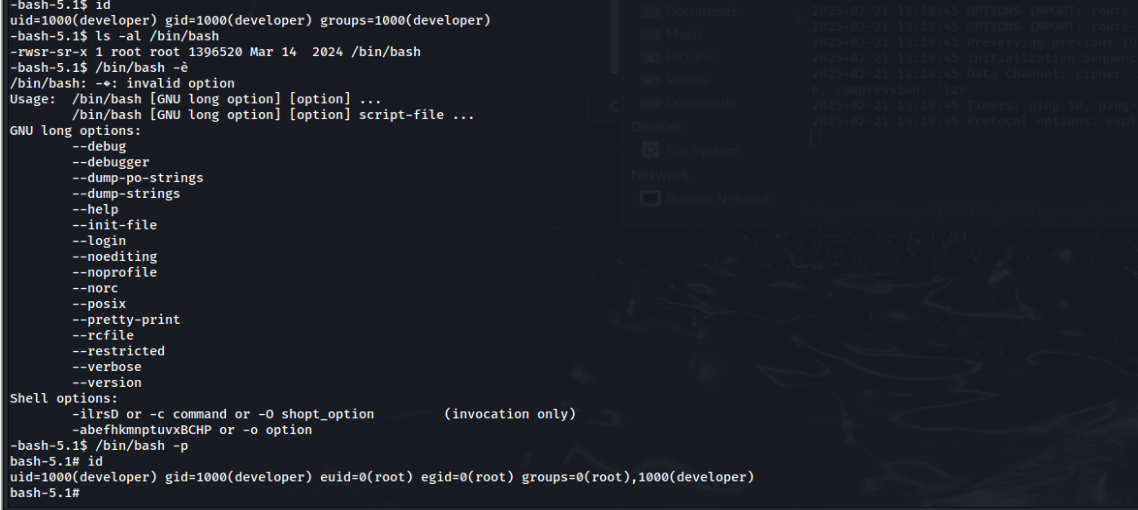 -bash-5.1$ id
uid=1000(developer) gid=1000(developer) groups=1000(developer)
-bash-5.1$ ls -al /bin/bash
-rwsr-sr-x 1 root root 1396520 Mar 14  2024 /bin/bash
-bash-5.1$ /bin/bash -è
/bin/bash: -�: invalid option
Usage:  /bin/bash [GNU long option] [option] ...
        /bin/bash [GNU long option] [option] script-file ...
GNU long options:
        --debug
        --debugger
        --dump-po-strings
        --dump-strings
        --help
        --init-file
        --login
        --noediting
        --noprofile
        --norc
        --posix
        --pretty-print
        --rcfile
        --restricted
        --verbose
        --version
Shell options:
        -ilrsD or -c command or -O shopt_option         (invocation only)
        -abefhkmnptuvxBCHP or -o option
-bash-5.1$ /bin/bash -p
bash-5.1# id
uid=1000(developer) gid=1000(developer) euid=0(root) egid=0(root) groups=0(root),1000(developer)
bash-5.1#
Documents
Music
Pictures
Videos
Downloads
Devices
File System
Network
Browse Network
2025-02-21 13:18:45 OPTIONS IMPORT: route
2025-02-21 13:18:45 OPTIONS IMPORT: route-
2025-02-21 13:18:45 Preserving previous TU
2025-02-21 13:18:45 Initialization Sequenc
2025-02-21 13:18:45 Data Channel: cipher
compression: 'lzo'
2025-02-21 13:18:45 Timers: ping 10, ping-
2025-02-21 13:18:45 Protocol options: expl